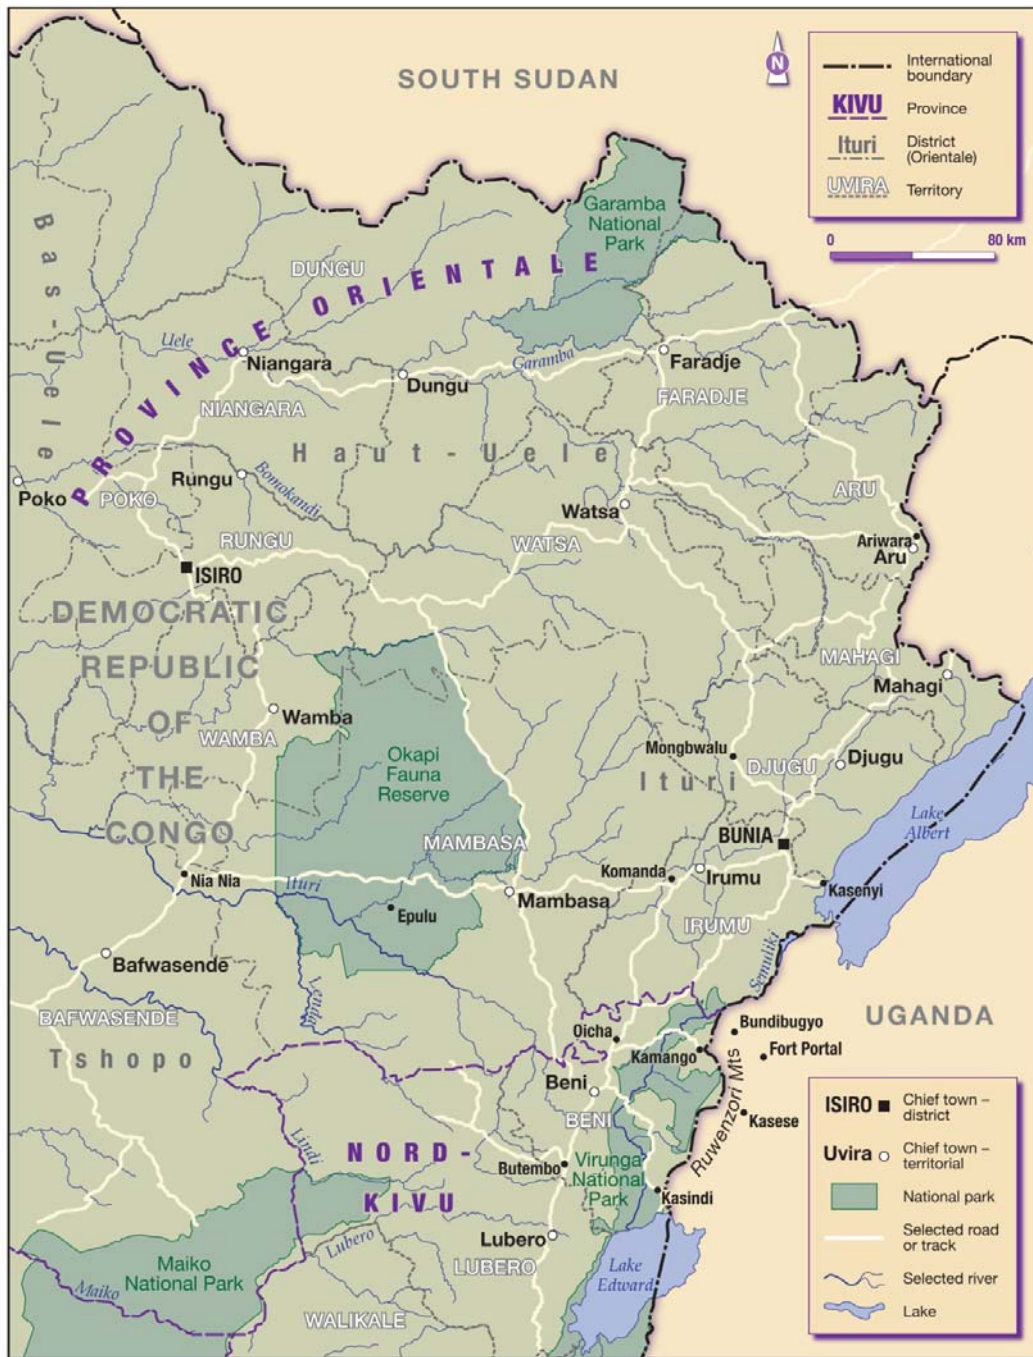 SOUTH SUDAN
N
International
boundary
KIVU
Province
Ituri
District
(Orientale)
UVIRA
Territory
0
80 km
Bas-Uele
Garamba
National
Park
DUNGU
PROVINCE ORIENTALE
Uele
Niangara
Dungu
Garamba
Faradje
NIANGARA
FARADJE
Haut-Uele
Poko
POKO
Rungu
Bomokandi
ARU
Watsa
RUNGU
WATSA
Ariwara
Aru
ISIRO
DEMOCRATIC
REPUBLIC
OF
THE
CONGO
MAHAGI
Mahagi
Wamba
WAMBA
Okapi
Fauna
Reserve
Mongbwalu
DJUGU
Djugu
Ituri
Lake
Albert
MAMBASA
BUNIA
Nia Nia
Ituri
Komanda
Irumu
Kasenyi
Mambasa
Epulu
IRUMU
Bafwasende
Semuliki
Venda
BAFWASENDE
Tshopo
Oicha
Kamango
Bundibugyo
UGANDA
Fort Portal
Beni
BENI
Ruwenzori Mts
Kasese
Lindi
NORD-
KIVU
Butembo
Virunga
National
Park
Kasindi
Lubero
Lubero
LUBERO
Maiko
National Park
Maiko
Lake
Edward
WALIKALE
ISIRO
Chief town –
district
Uvira
Chief town –
territorial
National park
Selected road
or track
Selected river
Lake